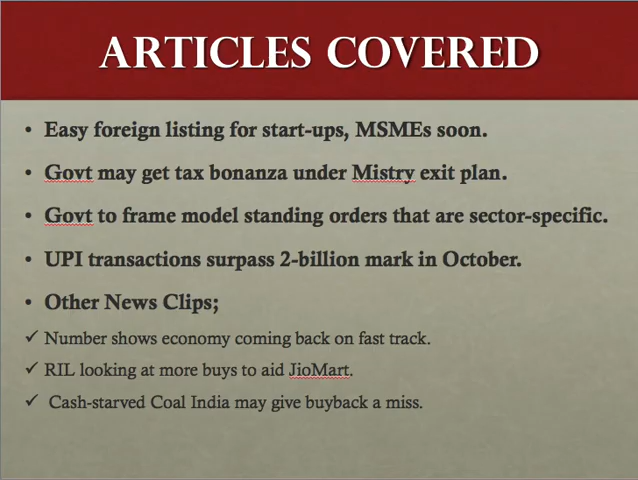 ARTICLES COVERED
• Easy foreign listing for start-ups, MSMEs soon.
• Govt may get tax bonanza under Mistry exit plan.
• Govt to frame model standing orders that are sector-specific.
• UPI transactions surpass 2-billion mark in October.
• Other News Clips;
✓ Number shows economy coming back on fast track.
✓ RIL looking at more buys to aid JioMart.
✓ Cash-starved Coal India may give buyback a miss.